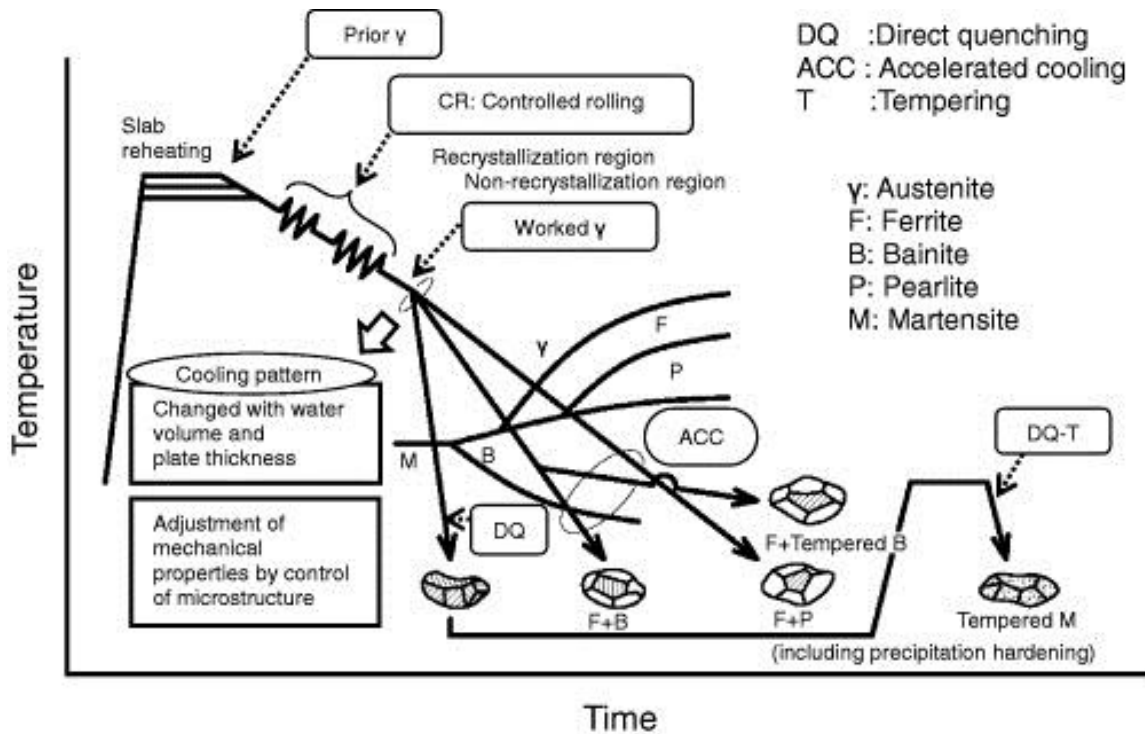 Prior γ
DQ :Direct quenching
ACC : Accelerated cooling
T :Tempering
CR: Controlled rolling
Slab
reheating
Recrystallization region
Non-recrystallization region
Worked γ
γ: Austenite
F: Ferrite
B: Bainite
P: Pearlite
M: Martensite
Temperature
F
γ
P
Cooling pattern
Changed with water
volume and
plate thickness
M
B
ACC
DQ-T
Adjustment of
mechanical
properties by control
of microstructure
DQ
F+Tempered B
F+B
F+P
Tempered M
(including precipitation hardening)
Time